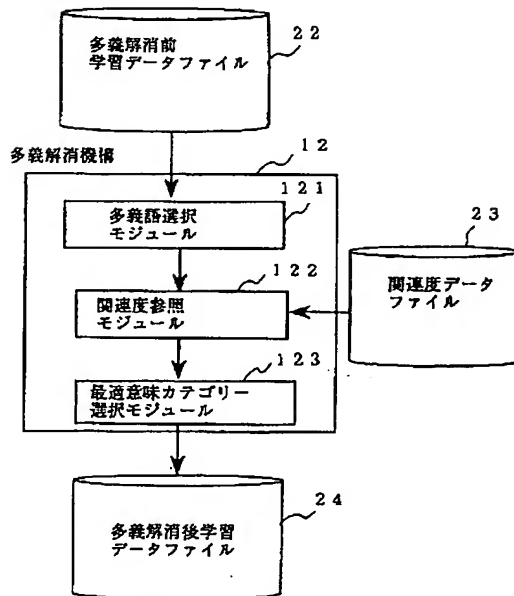 22
多義解消前
学習データファイル
多義解消機構
12
121
多義語選択
モジュール
23
122
関連度参照
モジュール
関連度データ
ファイル
123
最適意味カテゴリー
選択モジュール
24
多義解消後学習
データファイル